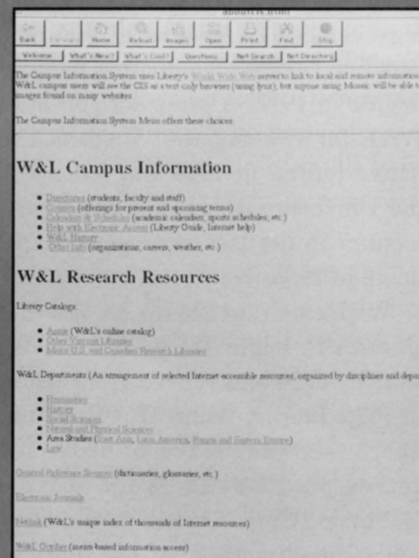 Back Forward Home Reload Images Open Print Find Stop
Welcome What's New? What's Cool? Questions Net Search Net Directory
The Campus Information System uses Liberty's World Wide Web server to link to local and remote information
W&L campus users will see the CIS as a text-only browser (using lynx), but anyone using Mosaic will be able to
images found on many websites
The Campus Information System Menu offers these choices:
W&L Campus Information
Directories (students, faculty and staff)
Courses (offerings for present and upcoming terms)
Calendars & Schedules (academic calendars, sports schedules, etc.)
Help with Electronic Access (Liberty Guide, Internet help)
W&L History
Other Info (organizations, careers, weather, etc.)
W&L Research Resources
Library Catalogs:
Annie (W&L's online catalog)
Other Virginia Libraries
Major U.S. and Canadian Research Libraries
W&L Departments (An arrangement of selected Internet accessible resources, organized by disciplines and depa
Humanities
History
Social Sciences
Natural and Physical Sciences
Area Studies (East Asia, Latin America, Russia and Eastern Europe)
Law
General Reference Sources (dictionaries, glossaries, etc.)
Electronic Journals
Netlink (W&L's unique index of thousands of Internet resources)
W&L Gopher (menu-based information access)